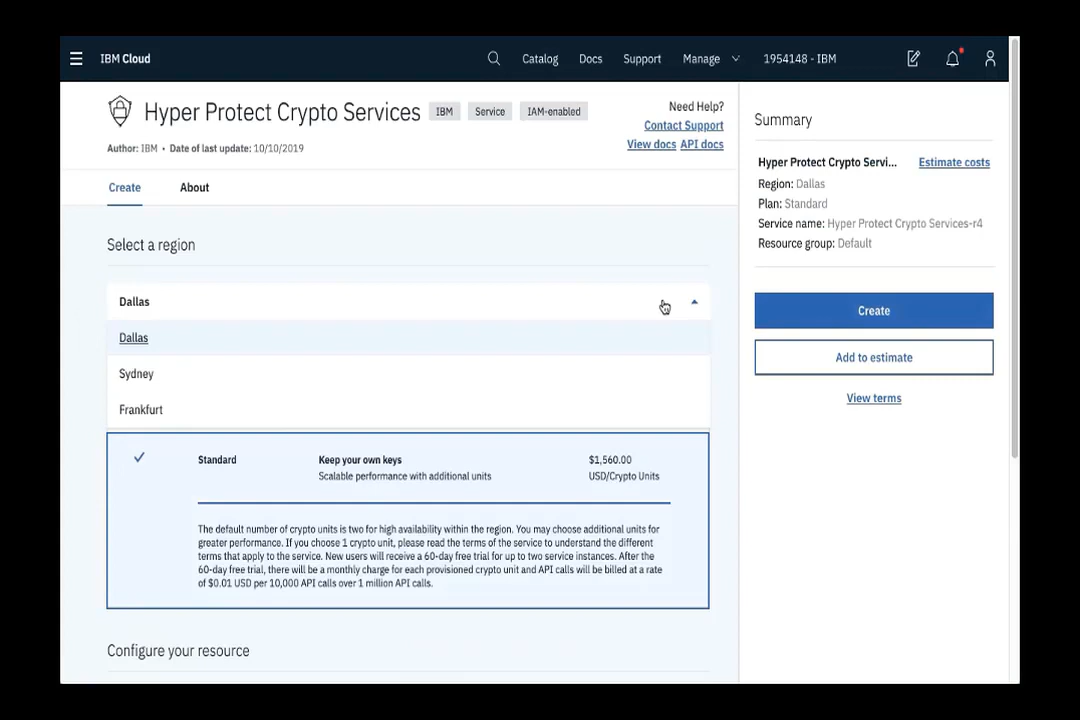 IBM Cloud
Catalog Docs Support Manage 1954148 - IBM
Hyper Protect Crypto Services IBM Service IAM-enabled
Author: IBM • Date of last update: 10/10/2019
Need Help?
Contact Support
View docs API docs
Create About
Select a region
Dallas
Dallas
Sydney
Frankfurt
Standard
Keep your own keys
Scalable performance with additional units
$1,560.00
USD/Crypto Units
The default number of crypto units is two for high availability within the region. You may choose additional units for
greater performance. If you choose 1 crypto unit, please read the terms of the service to understand the different
terms that apply to the service. New users will receive a 60-day free trial for up to two service instances. After the
60-day free trial, there will be a monthly charge for each provisioned crypto unit and API calls will be billed at a rate
of $0.01 USD per 10,000 API calls over 1 million API calls.
Configure your resource
Summary
Hyper Protect Crypto Servi... Estimate costs
Region: Dallas
Plan: Standard
Service name: Hyper Protect Crypto Services-r4
Resource group: Default
Create
Add to estimate
View terms